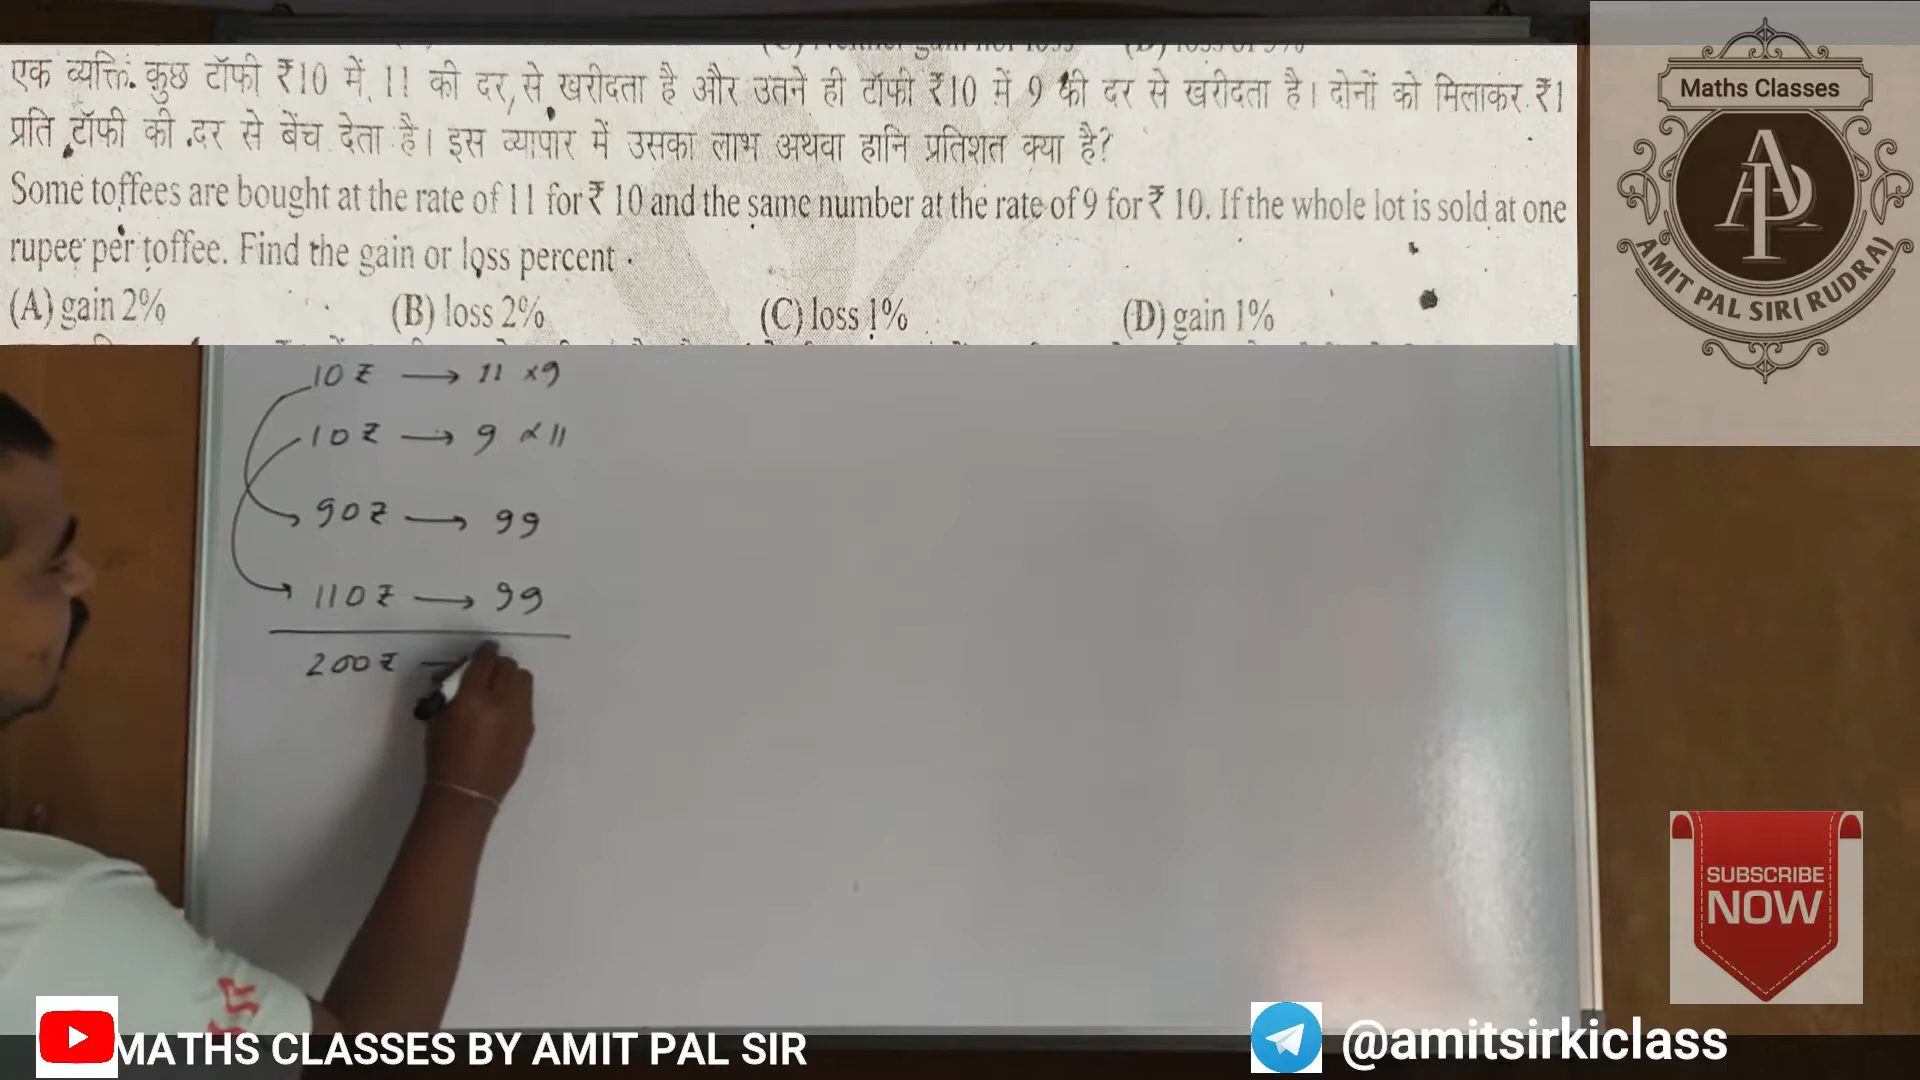 एक व्यक्ति कुछ टॉफी ₹10 में 11 की दर से खरीदता है और उतने ही टॉफी ₹10 में 9 की दर से खरीदता है। दोनों को मिलाकर ₹1
प्रति टॉफी की दर से बेंच देता है। इस व्यापार में उसका लाभ अथवा हानि प्रतिशत क्या है?
Some toffees are bought at the rate of 11 for ₹ 10 and the same number at the rate of 9 for ₹ 10. If the whole lot is sold at one
rupee per toffee. Find the gain or loss percent
(A) gain 2% (B) loss 2% (C) loss 1% (D) gain 1%
10 ₹ → 11 ×9
10 ₹ → 9 ×11
90₹ → 99
110₹ → 99
200₹ →
Maths Classes
AP
AMIT PAL SIR( RUDRA)
SUBSCRIBE
NOW
MATHS CLASSES BY AMIT PAL SIR
@amitsirkiclass